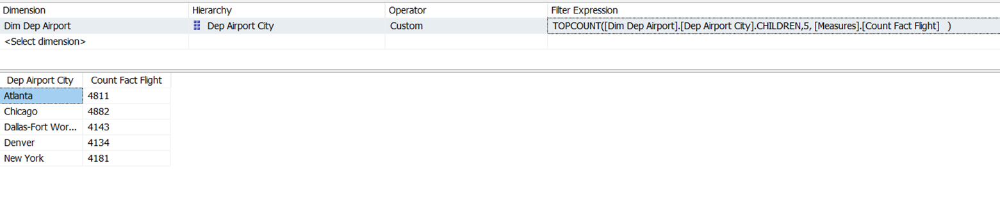 Dimension Hierarchy Operator Filter Expression
Dim Dep Airport Dep Airport City Custom TOPCOUNT([Dim Dep Airport].[Dep Airport City].CHILDREN,5, [Measures].[Count Fact Flight] )
<Select dimension>
Dep Airport City Count Fact Flight
Atlanta 4811
Chicago 4882
Dallas-Fort Wor... 4143
Denver 4134
New York 4181